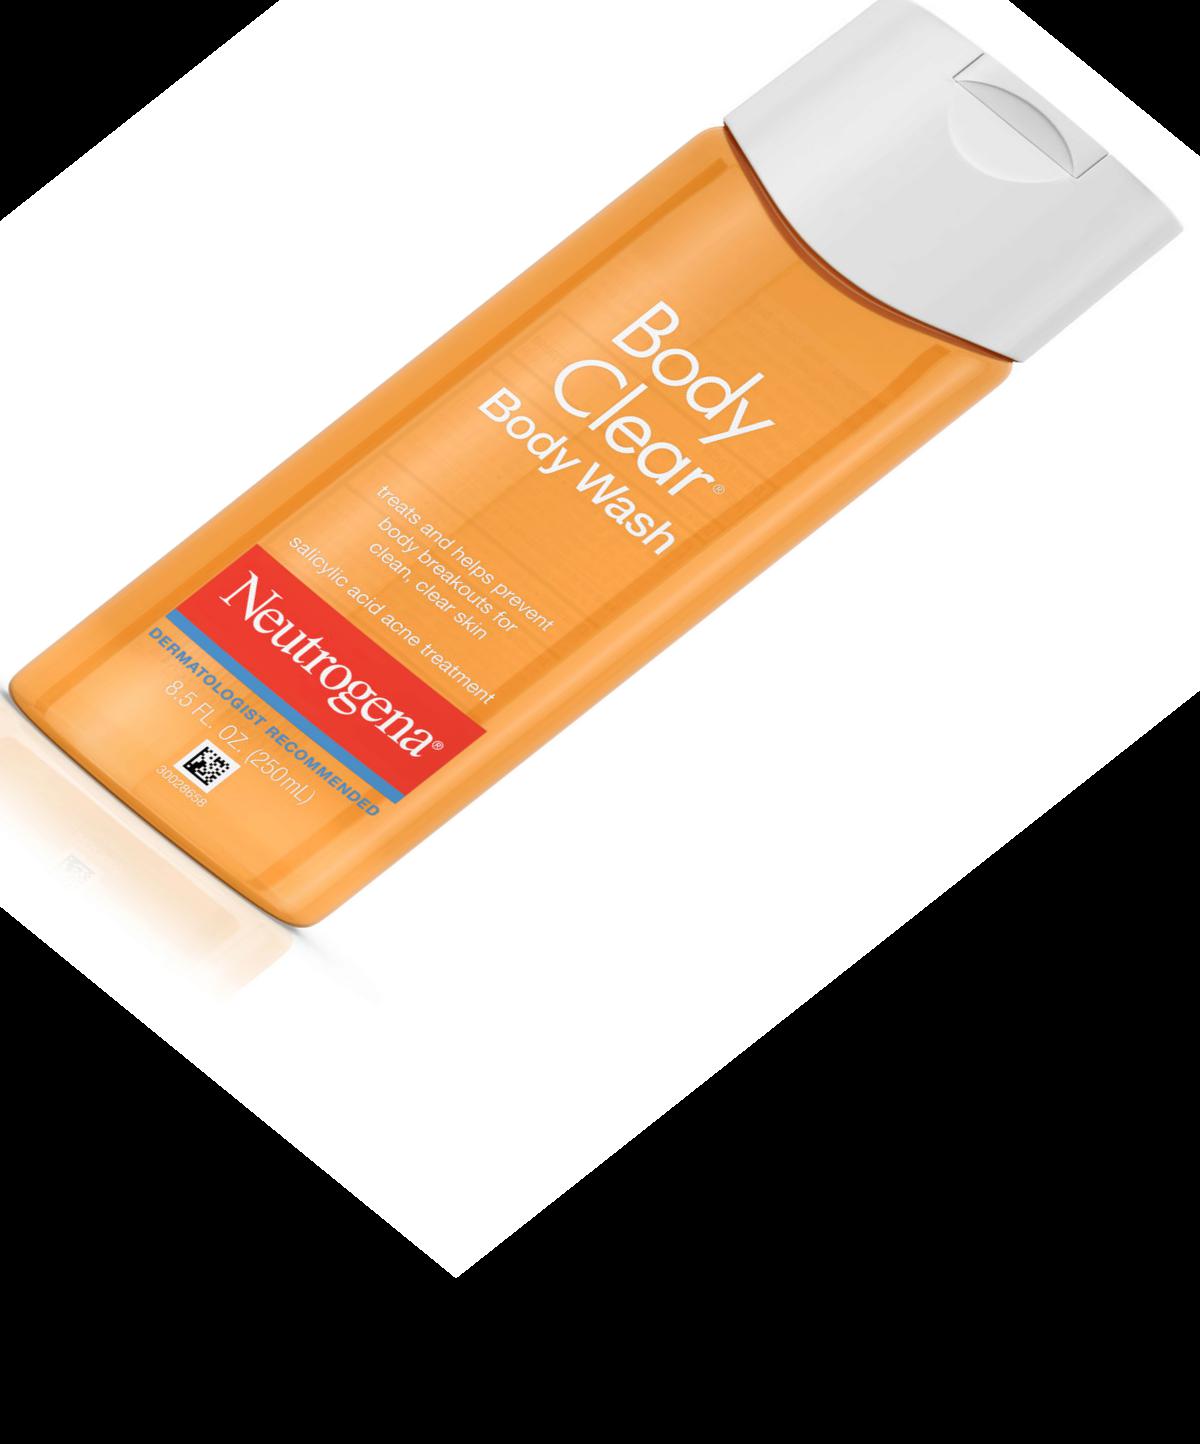 Body
Clear®
Body Wash
treats and helps prevent
body breakouts for
clean, clear skin
salicylic acid acne treatment
Neutrogena®
DERMATOLOGIST RECOMMENDED
8.5 FL. OZ. (250mL)
30028658